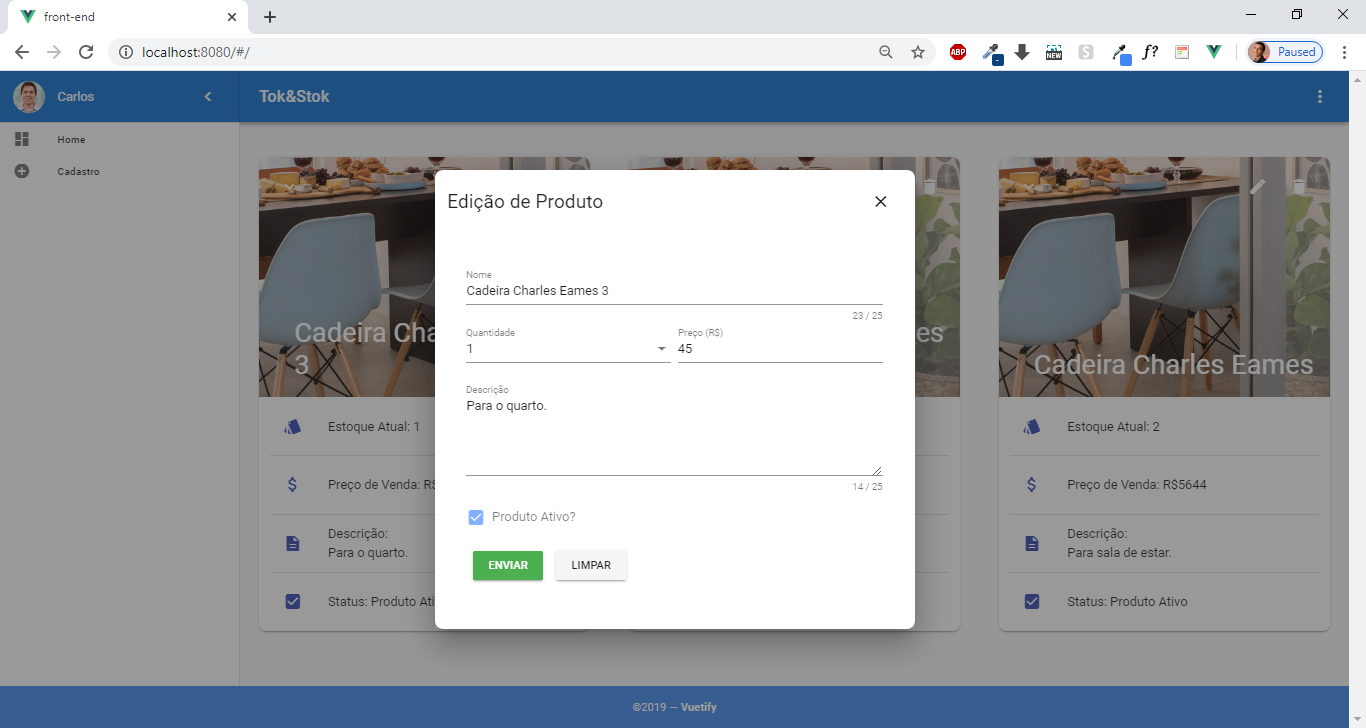 front-end
localhost:8080/#/
ABP
-
NEW
S
f?
Paused
Carlos
Tok&Stok
Home
Cadastro
Edição de Produto
Nome
Cadeira Charles Eames 3
23 / 25
Quantidade
Preço (R$)
1
45
Descrição
Para o quarto.
14 / 25
Produto Ativo?
ENVIAR
LIMPAR
Cadeira Cha
3
Estoque Atual: 1
Preço de Venda: R$
Descrição:
Para o quarto.
Status: Produto Ati
es
Cadeira Charles Eames
Estoque Atual: 2
Preço de Venda: R$5644
Descrição:
Para sala de estar.
Status: Produto Ativo
©2019 — Vuetify